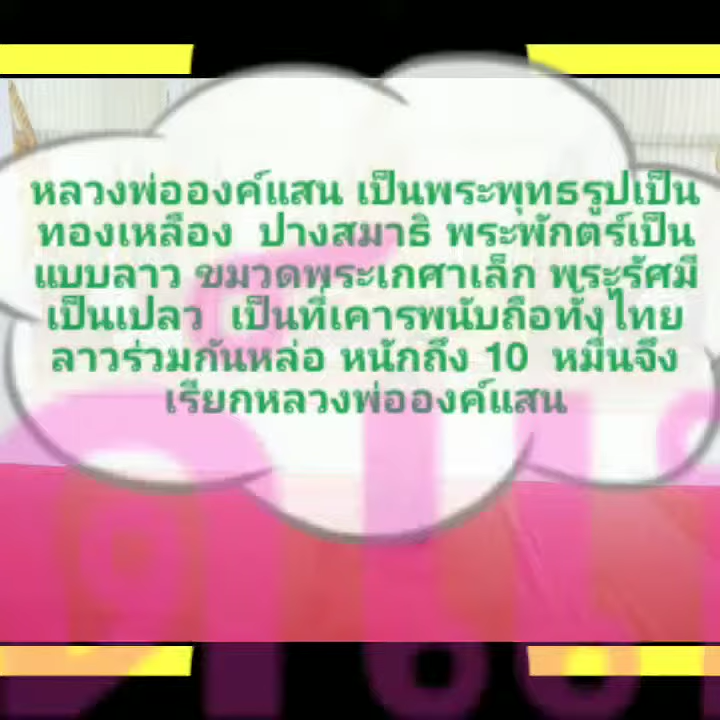 หลวงพ่อองค์แสน เป็นพระพุทธรูปเป็น
ทองเหลือง ปางสมาธิ พระพักตร์เป็น
แบบลาว ขมวดพระเกศาเล็ก พระรัศมี
เป็นเปลว เป็นที่เคารพนับถือทั้งไทย
ลาวร่วมกันหล่อ หนักถึง 10 หมื่นจึง
เรียกหลวงพ่อองค์แสน